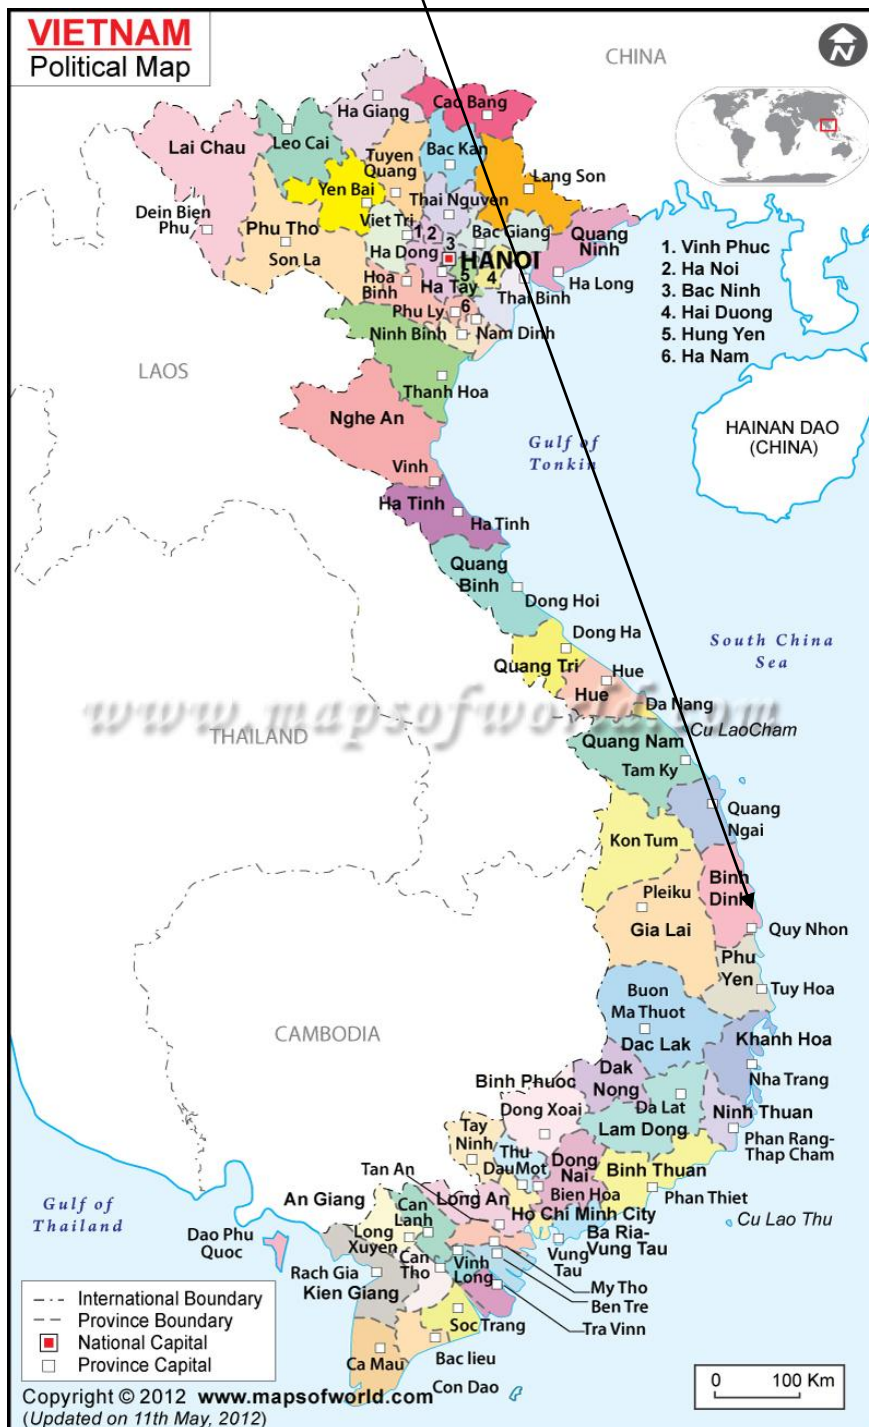 VIETNAM
Political Map
CHINA
N
Ha Giang
Cao Bang
Lai Chau
Leo Cai
Tuyen
Quang
Bac Kan
Lang Son
Yen Bai
Thai Nguyen
Dein Bien
Phu
Phu Tho
Son La
Viet Tri
1
2
Bac Giang
Quang
Ninh
Ha Dong
3
HANOI
Hoa
Binh
Ha Tay
5
4
Thai Binh
Ha Long
Phu Ly
6
Ninh Binh
Nam Dinh
1. Vinh Phuc
2. Ha Noi
3. Bac Ninh
4. Hai Duong
5. Hung Yen
6. Ha Nam
LAOS
Thanh Hoa
Nghe An
Gulf of
Tonkin
HAINAN DAO
(CHINA)
Vinh
Ha Tinh
Ha Tinh
Quang
Binh
Dong Hoi
Dong Ha
South China
Sea
Quang Tri
Hue
Hue
Da Nang
www.mapsofworld.com
Cu LaoCham
THAILAND
Quang Nam
Tam Ky
Quang
Ngai
Kon Tum
Binh
Dinh
Pleiku
Gia Lai
Quy Nhon
Phu
Yen
Tuy Hoa
Buon
Ma Thuot
Dac Lak
CAMBODIA
Khanh Hoa
Dak
Nong
Nha Trang
Binh Phuoc
Dong Xoai
Da Lat
Lam Dong
Ninh Thuan
Tay
Ninh
Thu
DauMot
Dong
Nai
Bien Hoa
Binh Thuan
Phan Rang-
Thap Cham
Tan An
An Giang
Long An
Ho Chi Minh City
Phan Thiet
Gulf of
Thailand
Can
Lanh
Ba Ria-
Vung Tau
Cu Lao Thu
Dao Phu
Quoc
Long
Xuyen
Vung
Tau
Rach Gia
Can
Tho
Vinh
Long
Kien Giang
My Tho
Ben Tre
Tra Vinn
Soc Trang
Ca Mau
Bac lieu
Con Dao
International Boundary
Province Boundary
National Capital
Province Capital
0 100 Km
Copyright © 2012 www.mapsofworld.com
(Updated on 11th May, 2012)